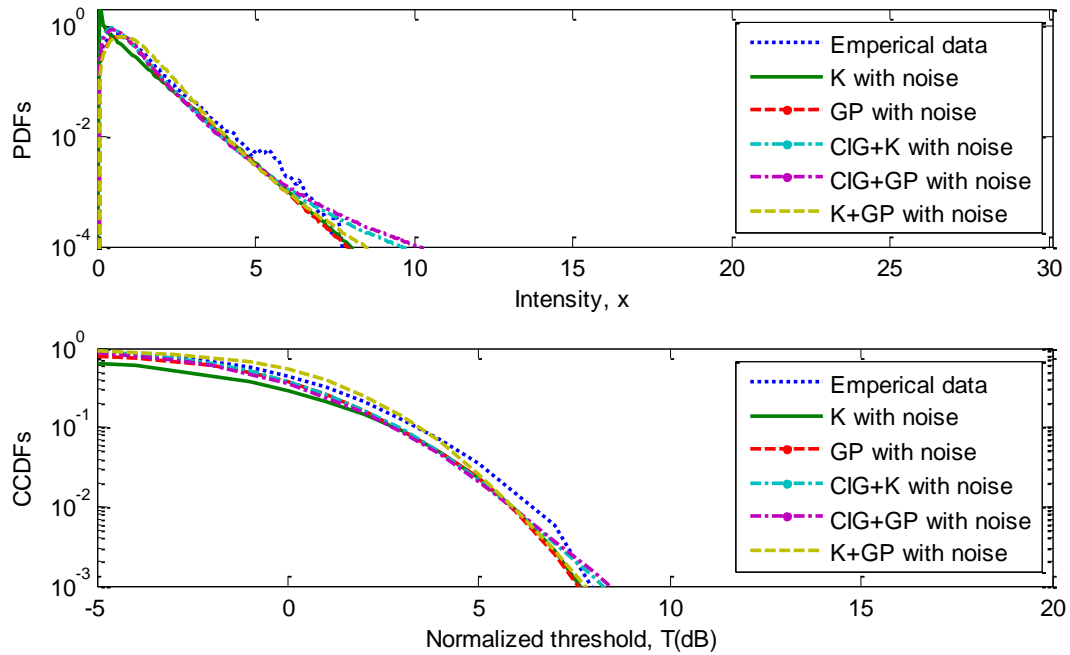 10^0
10^-2
10^-4
PDFs
0 5 10 15 20 25 30
Intensity, x
Emperical data
K with noise
GP with noise
CIG+K with noise
CIG+GP with noise
K+GP with noise
10^0
10^-1
10^-2
10^-3
CCDFs
-5 0 5 10 15 20
Normalized threshold, T(dB)
Emperical data
K with noise
GP with noise
CIG+K with noise
CIG+GP with noise
K+GP with noise